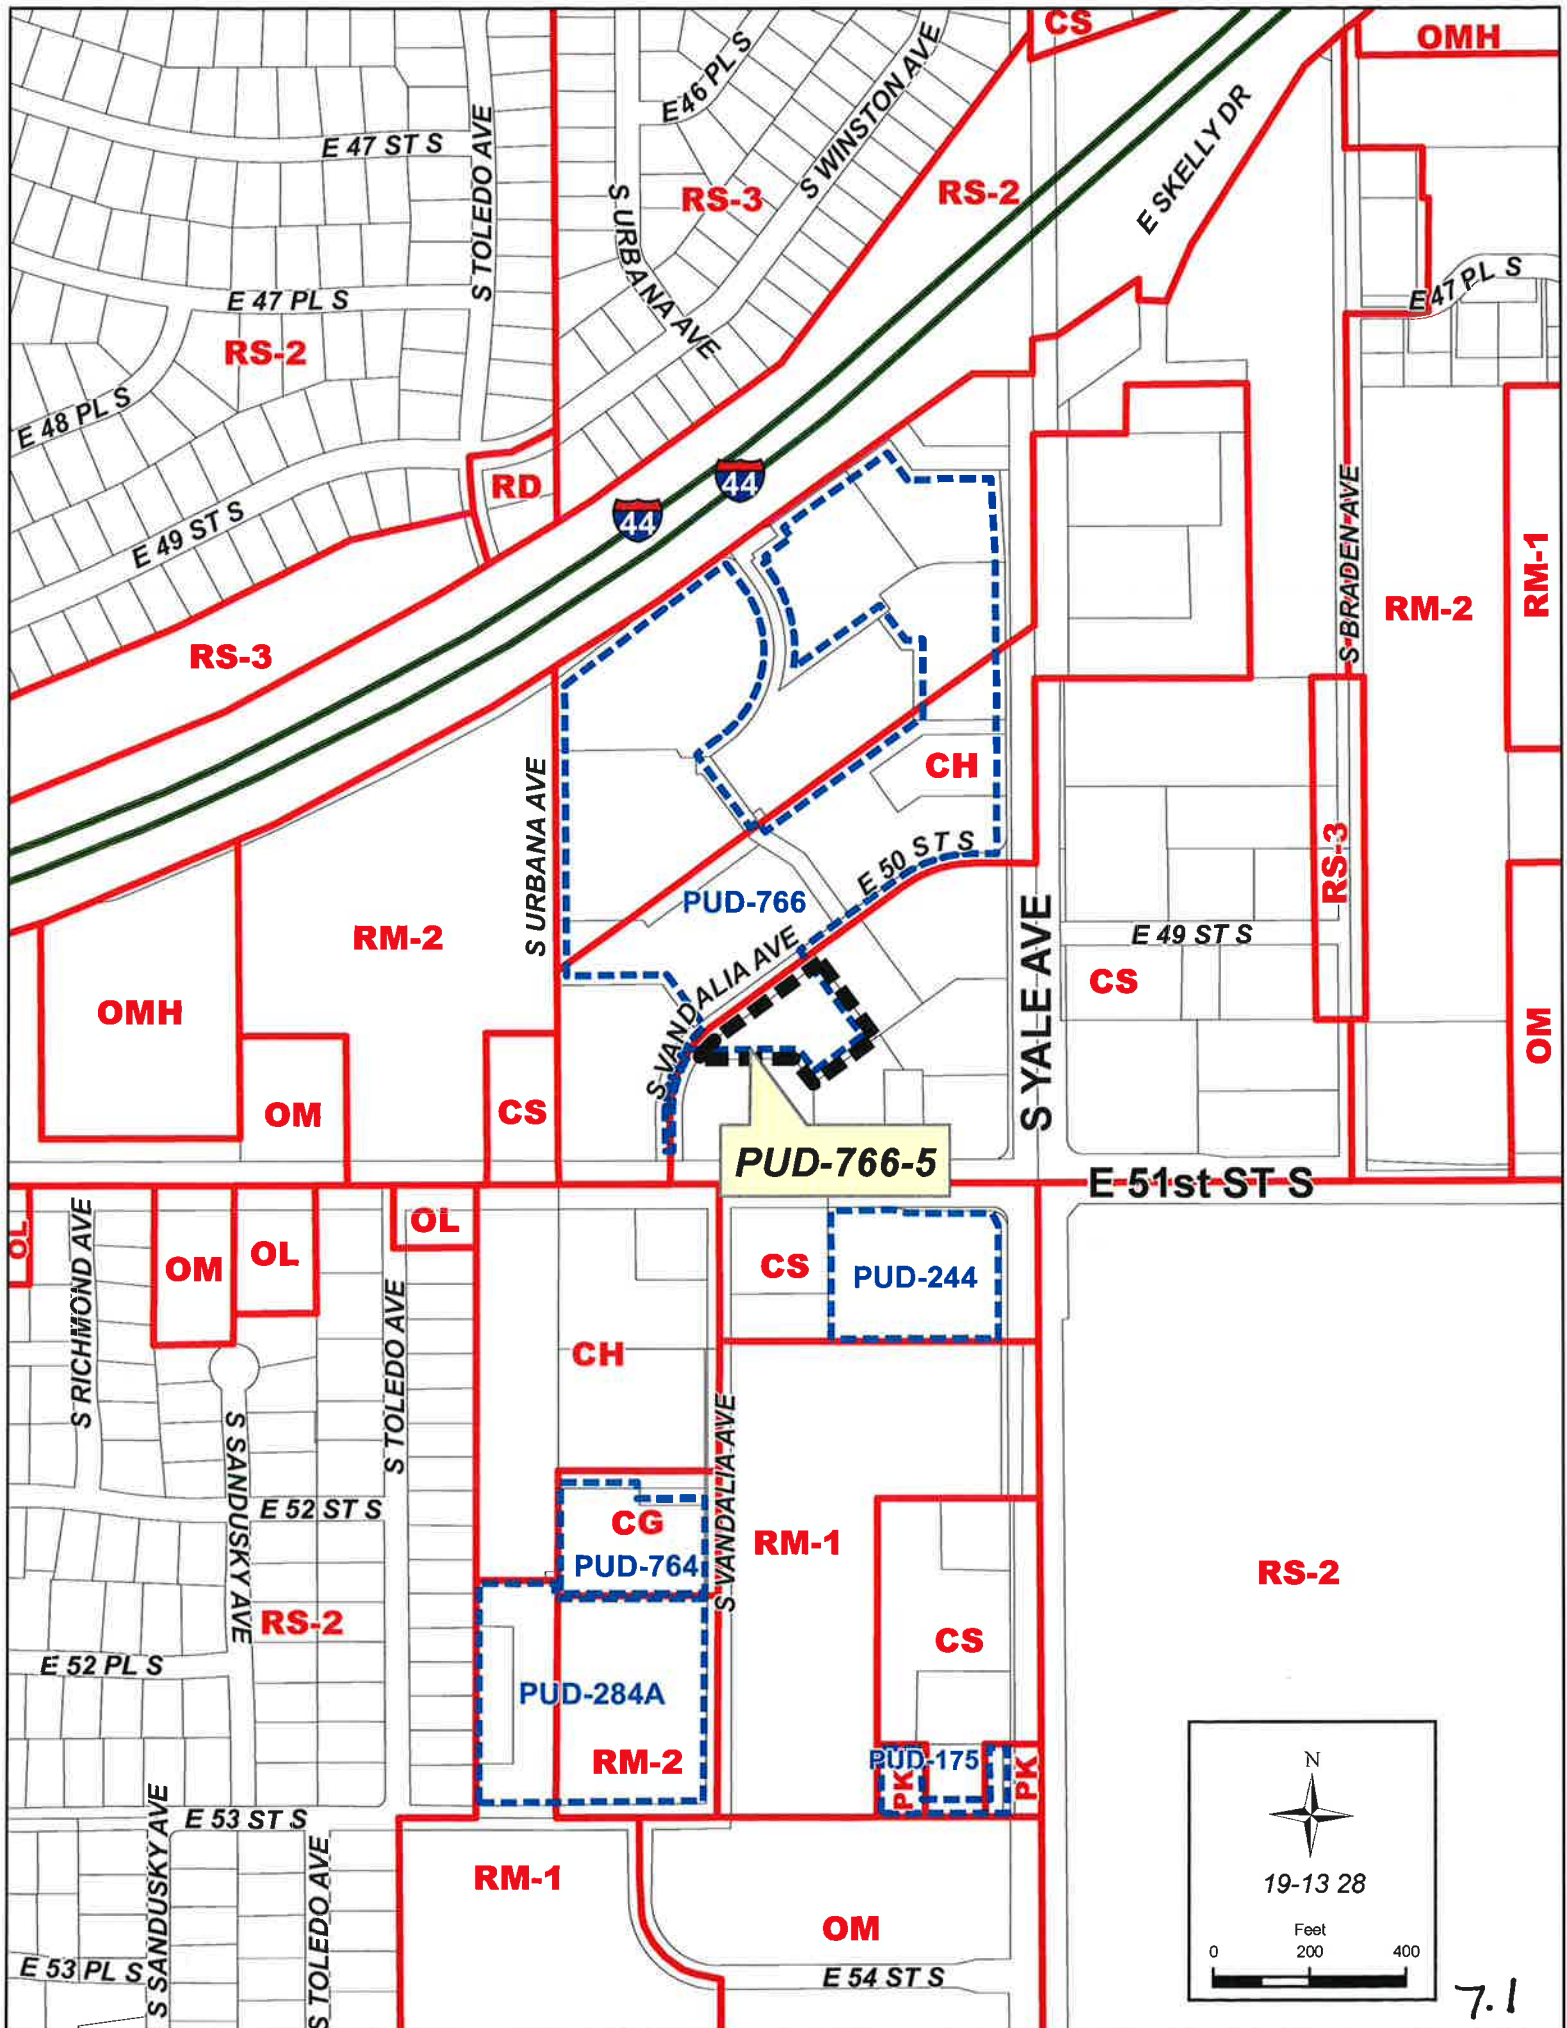 CS
OMH
E 46 PL S
S WINSTON AVE
E SKELLY DR
E 47 ST S
S TOLEDO AVE
S URBANA AVE
RS-3
RS-2
E 47 PL S
E 47 PL S
RS-2
E 48 PL S
RD
44
44
E 49 ST S
S BRADEN AVE
RM-2
RM-1
RS-3
CH
S URBANA AVE
E 50 ST S
RS-3
PUD-766
RM-2
S YALE AVE
E 49 ST S
S VANDALIA AVE
CS
OMH
OM
OM
CS
PUD-766-5
E 51st ST S
OL
S RICHMOND AVE
OM
OL
OL
S TOLEDO AVE
CS
PUD-244
CH
S SANDUSKY AVE
S VANDALIA AVE
E 52 ST S
CG
PUD-764
RM-1
RS-2
RS-2
CS
E 52 PL S
PUD-284A
RM-2
PUD-175
PK
PK
N
S SANDUSKY AVE
E 53 ST S
S TOLEDO AVE
RM-1
19-13 28
OM
Feet
0 200 400
E 53 PL S
E 54 ST S
7.1